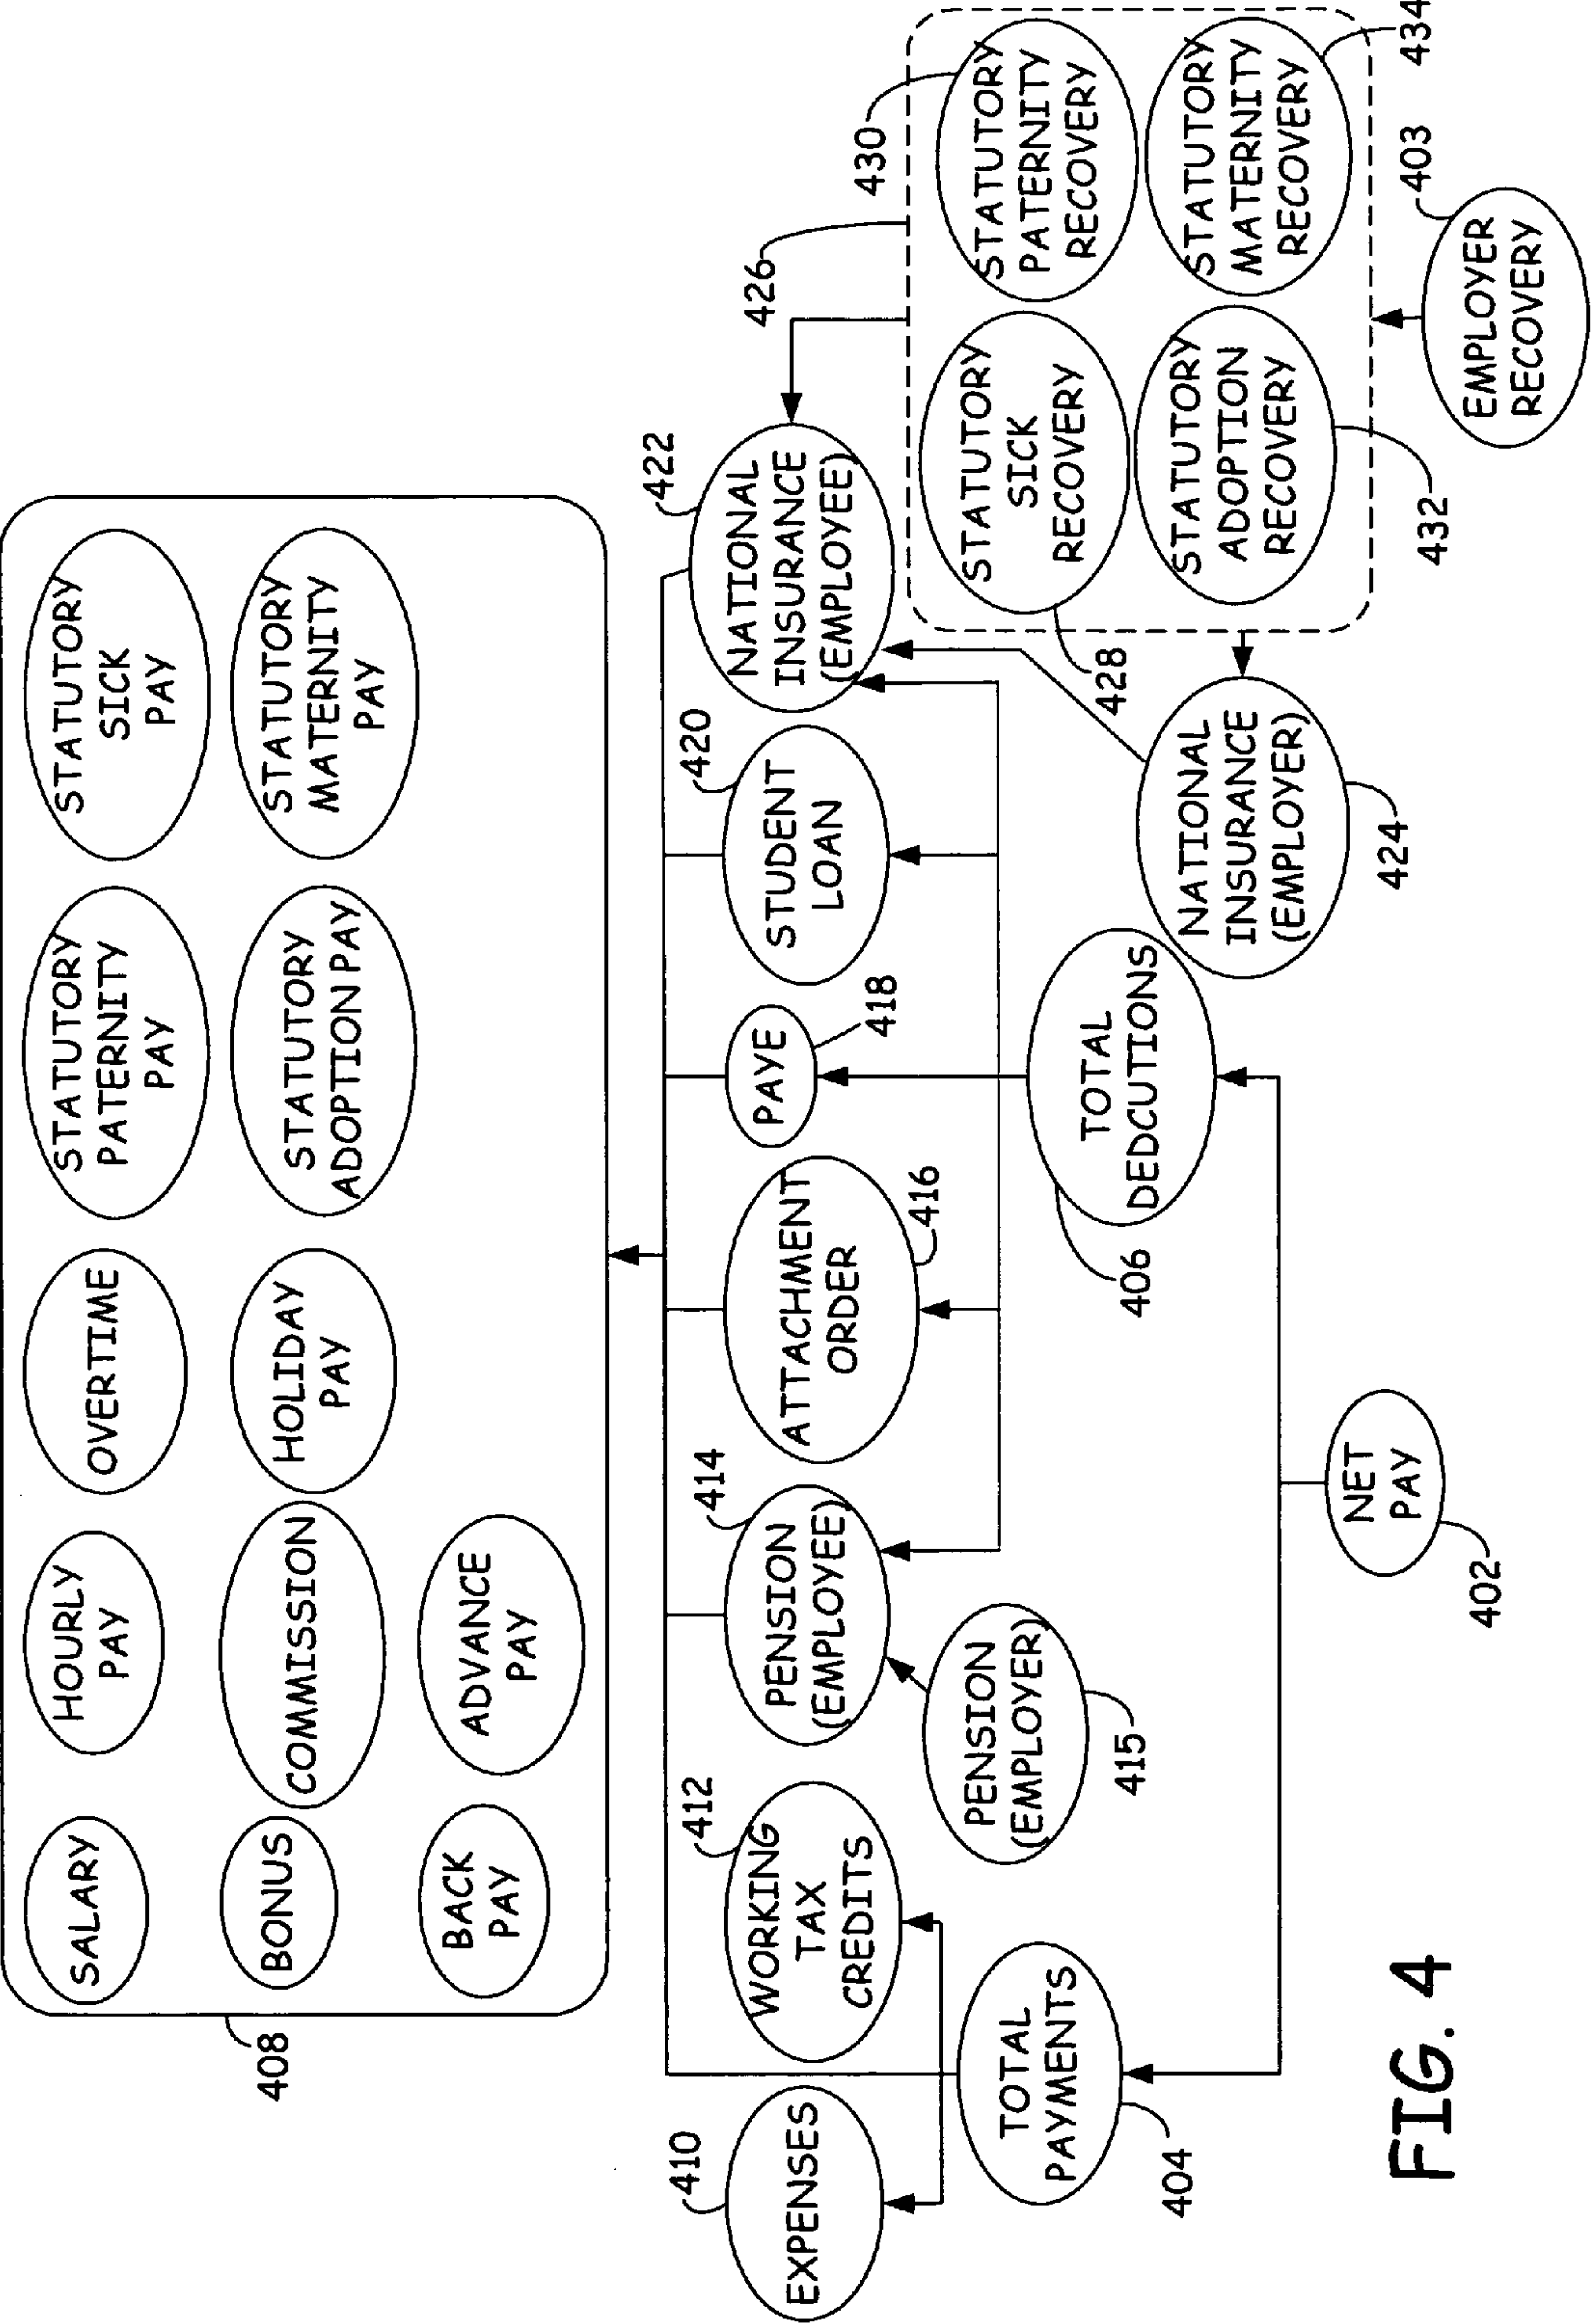 SALARY
HOURLY
PAY
OVERTIME
STATUTORY
PATERNITY
PAY
STATUTORY
SICK
PAY
BONUS
COMMISSION
HOLIDAY
PAY
STATUTORY
ADOPTION PAY
STATUTORY
MATERNITY
PAY
BACK
PAY
ADVANCE
PAY
408
410
EXPENSES
412
WORKING
TAX
CREDITS
414
PENSION
(EMPLOYEE)
ATTACHMENT
ORDER
416
PAYE
418
420
STUDENT
LOAN
422
NATIONAL
INSURANCE
(EMPLOYEE)
426
430
STATUTORY
SICK
RECOVERY
STATUTORY
PATERNITY
RECOVERY
428
STATUTORY
ADOPTION
RECOVERY
STATUTORY
MATERNITY
RECOVERY
432
434
403
EMPLOYER
RECOVERY
TOTAL
PAYMENTS
404
PENSION
(EMPLOYER)
415
TOTAL
DEDCUTIONS
406
NATIONAL
INSURANCE
(EMPLOYER)
424
NET
PAY
402
FIG. 4